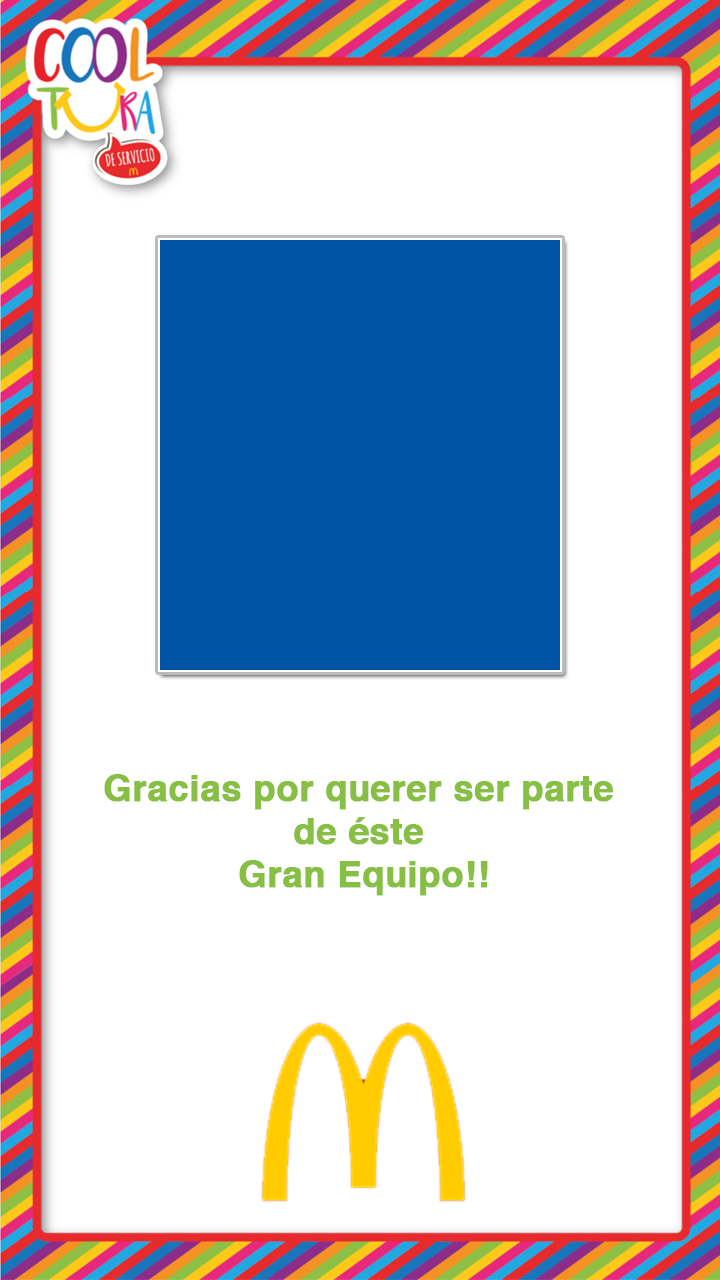 COOL
TURA
DE SERVICIO
Gracias por querer ser parte
de éste
Gran Equipo!!